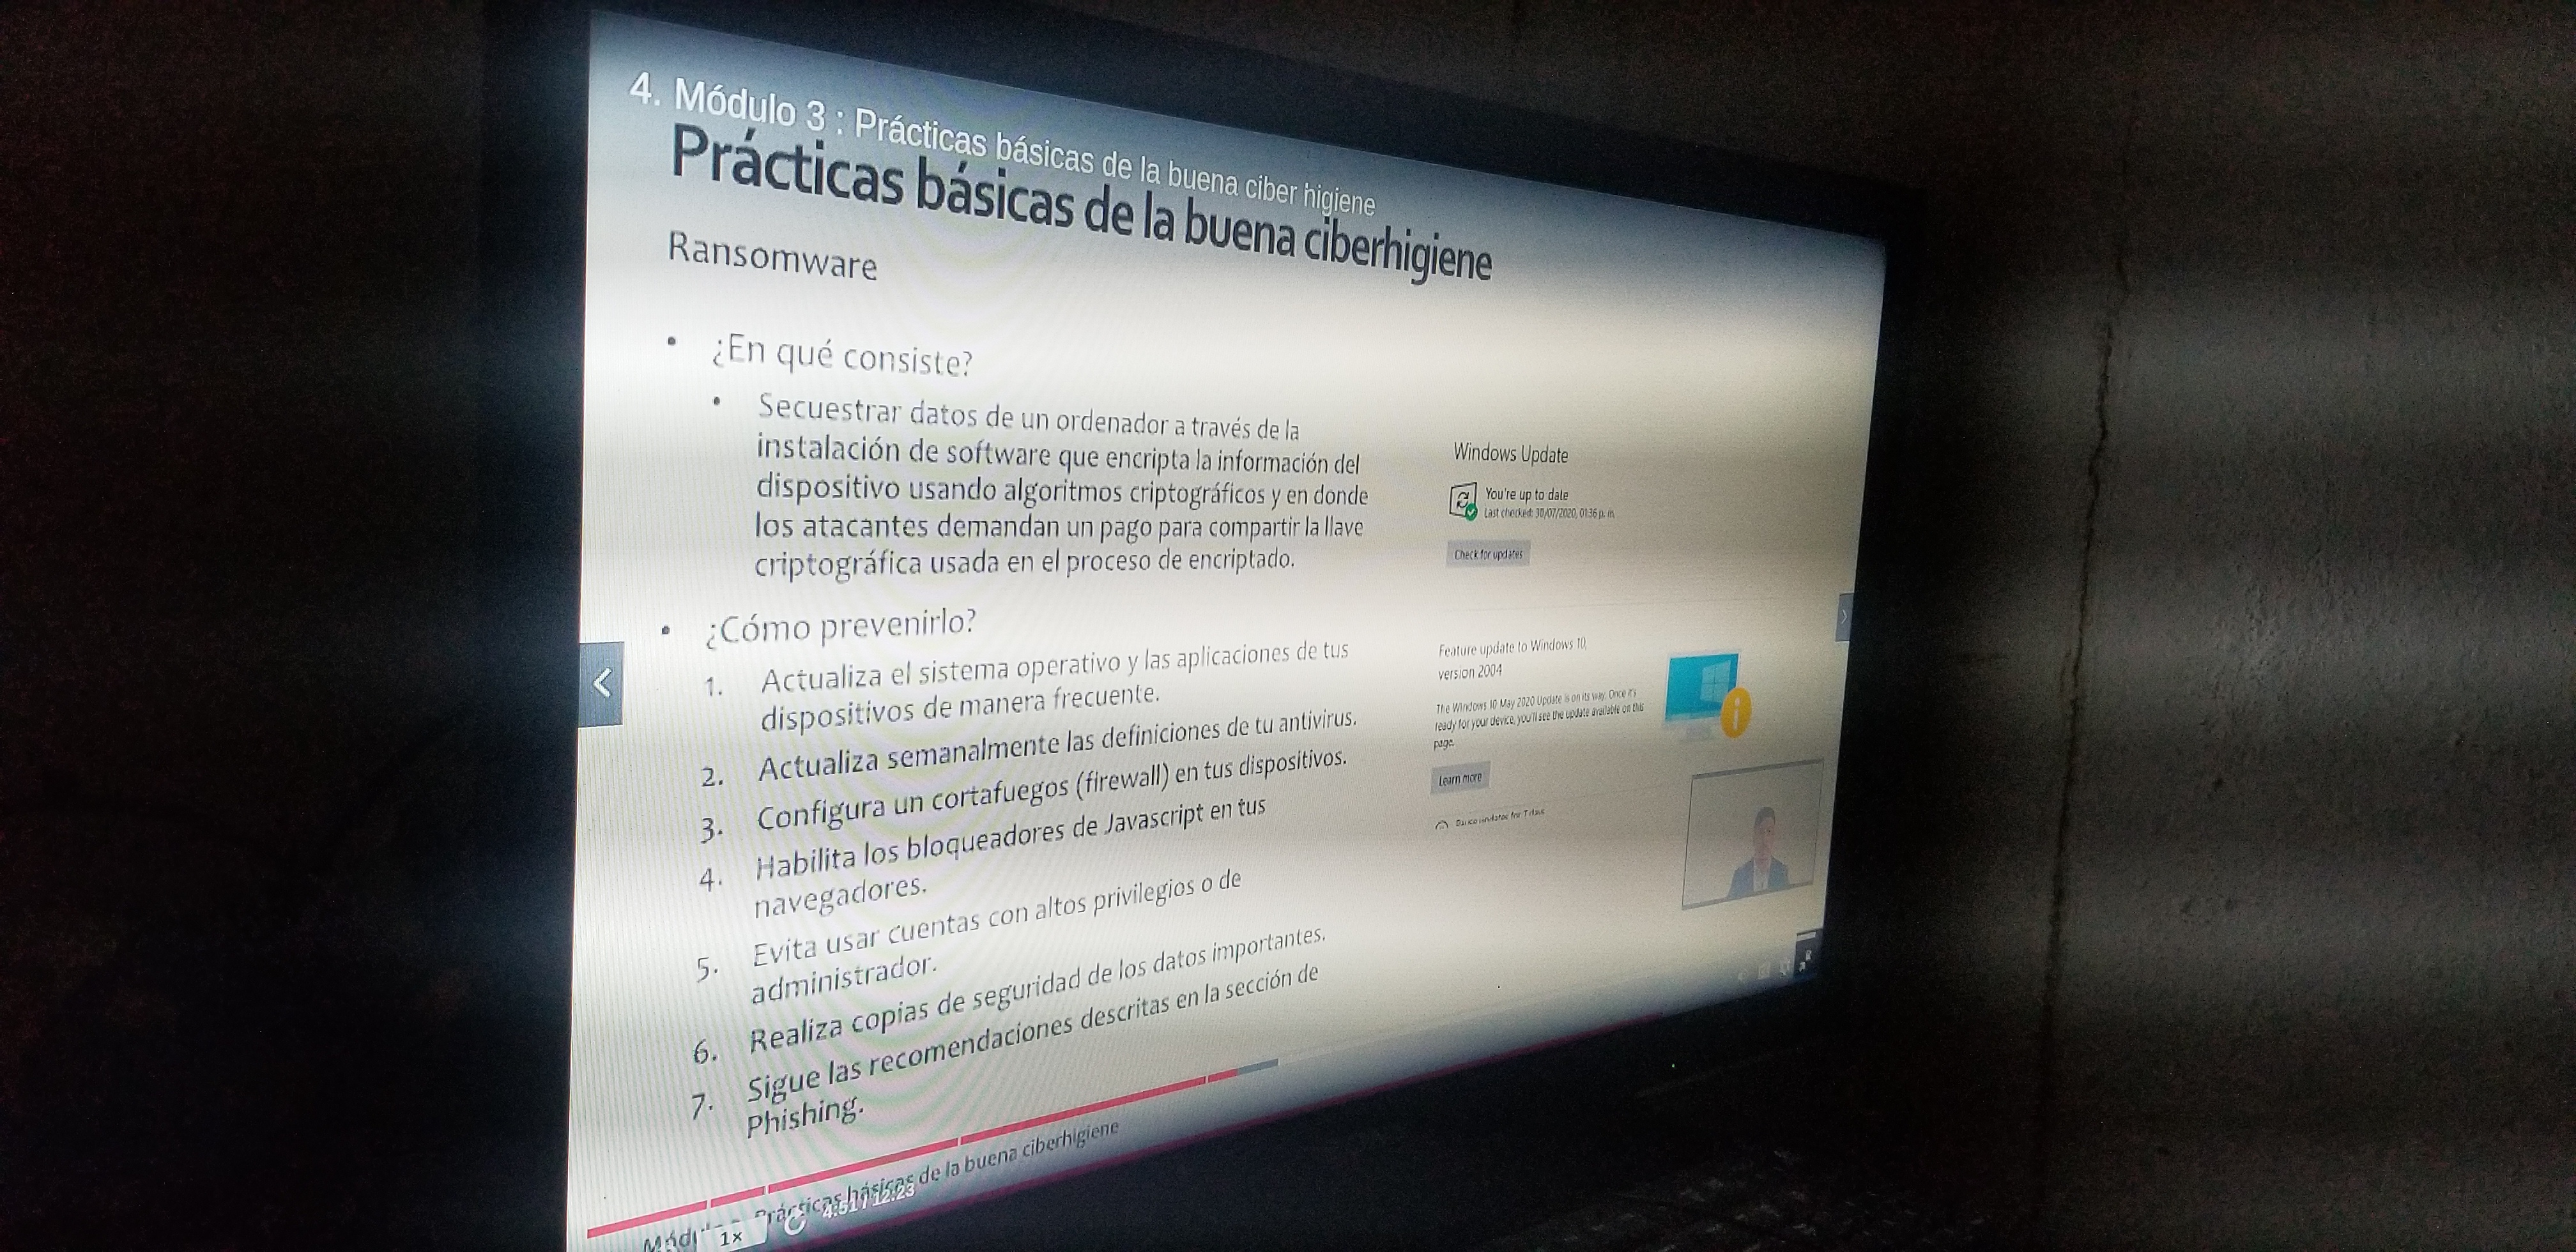 4. Módulo 3 : Prácticas básicas de la buena ciber higiene
Prácticas básicas de la buena ciberhigiene
Ransomware
• ¿En qué consiste?
• Secuestrar datos de un ordenador a través de la
instalación de software que encripta la información del
dispositivo usando algoritmos criptográficos y en donde
los atacantes demandan un pago para compartir la llave
criptográfica usada en el proceso de encriptado.
• ¿Cómo prevenirlo?
1. Actualiza el sistema operativo y las aplicaciones de tus
dispositivos de manera frecuente.
2. Actualiza semanalmente las definiciones de tu antivirus.
3. Configura un cortafuegos (firewall) en tus dispositivos.
4. Habilita los bloqueadores de Javascript en tus
navegadores.
5. Evita usar cuentas con altos privilegios o de
administrador.
6. Realiza copias de seguridad de los datos importantes.
7. Sigue las recomendaciones descritas en la sección de
Phishing.
Windows Update
You're up to date
Last checked: 30/07/2020, 01:36 p. m.
Check for updates
Feature update to Windows 10,
version 2004
The Windows 10 May 2020 Update is on its way. Once it's
ready for your device, you'll see the update available on this
page.
Learn more
Prácticas básicas de la buena ciberhigiene
1x
4:51 / 12:23